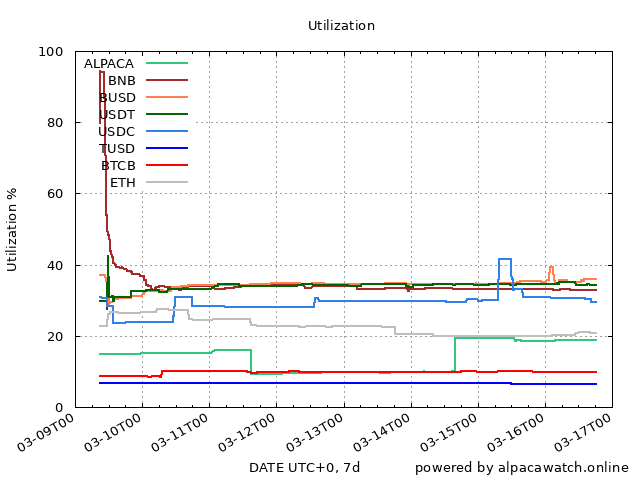 Utilization
100
80
60
40
20
0
Utilization %
ALPACA
BNB
BUSD
USDT
USDC
TUSD
BTCB
ETH
03-09T00
03-10T00
03-11T00
03-12T00
03-13T00
03-14T00
03-15T00
03-16T00
03-17T00
DATE UTC+0, 7d
powered by alpacawatch.online